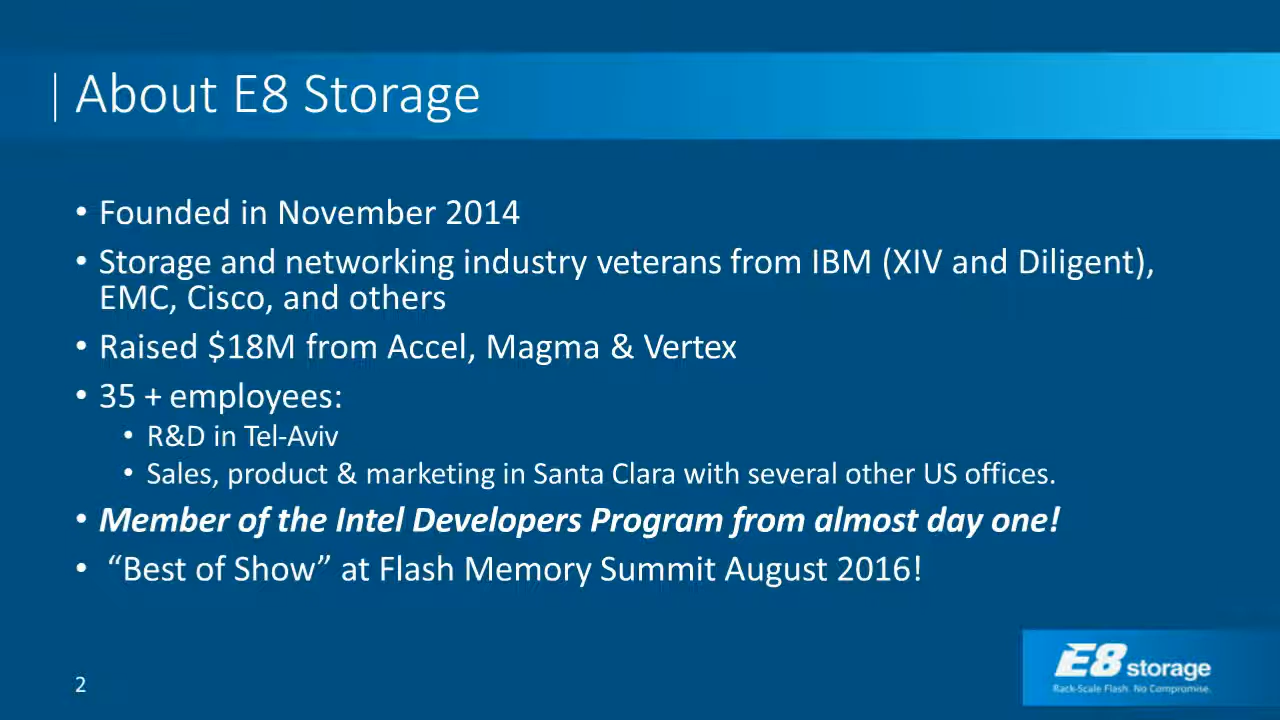 About E8 Storage
• Founded in November 2014
• Storage and networking industry veterans from IBM (XIV and Diligent),
EMC, Cisco, and others
• Raised $18M from Accel, Magma & Vertex
• 35 + employees:
• R&D in Tel-Aviv
• Sales, product & marketing in Santa Clara with several other US offices.
• Member of the Intel Developers Program from almost day one!
• “Best of Show” at Flash Memory Summit August 2016!
E8 storage
Rack-Scale Flash. No Compromise.
2